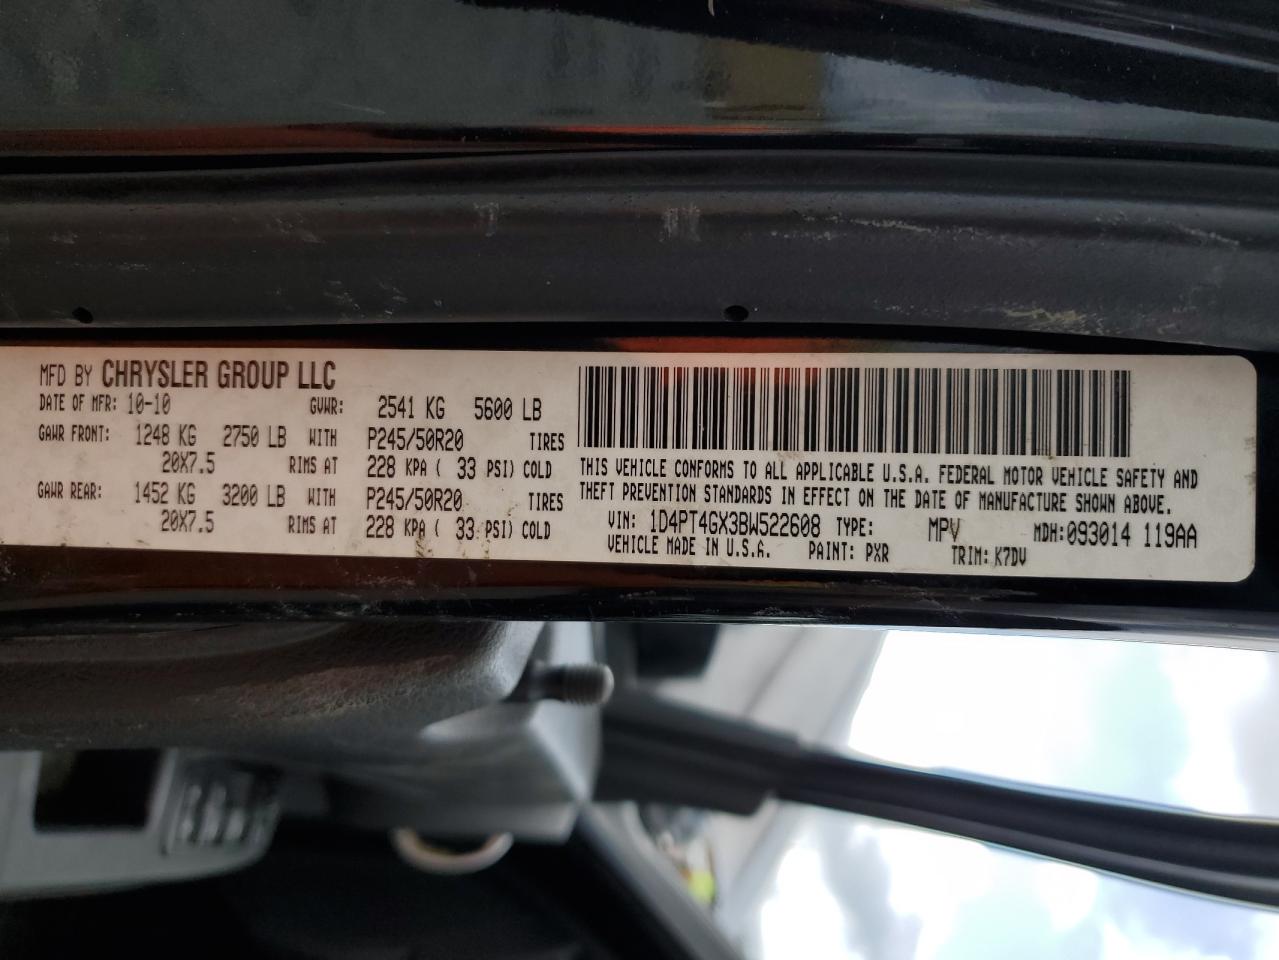 MFD BY CHRYSLER GROUP LLC
DATE OF MFR: 10-10 GVWR: 2541 KG 5600 LB
GAWR FRONT: 1248 KG 2750 LB WITH P245/50R20 TIRES
20X7.5 RIMS AT 228 KPA ( 33 PSI) COLD
GAWR REAR: 1452 KG 3200 LB WITH P245/50R20 TIRES
20X7.5 RIMS AT 228 KPA ( 33 PSI) COLD
THIS VEHICLE CONFORMS TO ALL APPLICABLE U.S.A. FEDERAL MOTOR VEHICLE SAFETY AND
THEFT PREVENTION STANDARDS IN EFFECT ON THE DATE OF MANUFACTURE SHOWN ABOVE.
VIN: 1D4PT4GX3BW522608 TYPE: MPV MDH:093014 119AA
VEHICLE MADE IN U.S.A. PAINT: PXR TRIM: K7DV